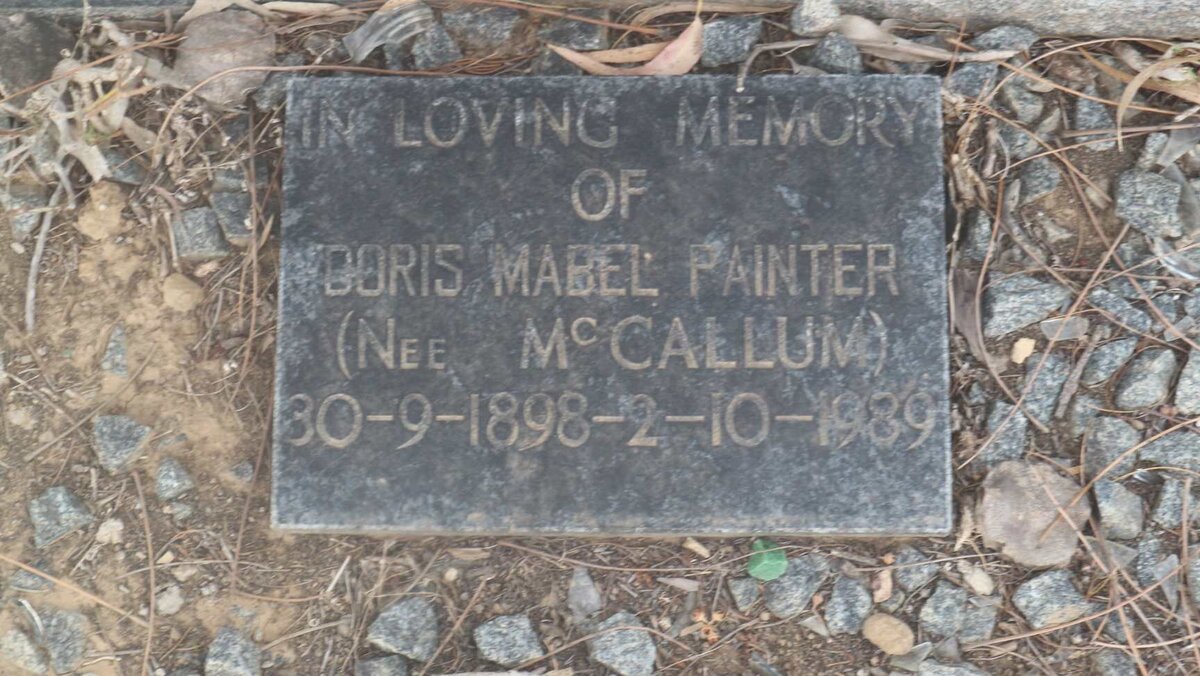 IN LOVING MEMORY
OF
DORIS MABEL PAINTER
(NEE McCALLUM)
30-9-1898-2-10-1989